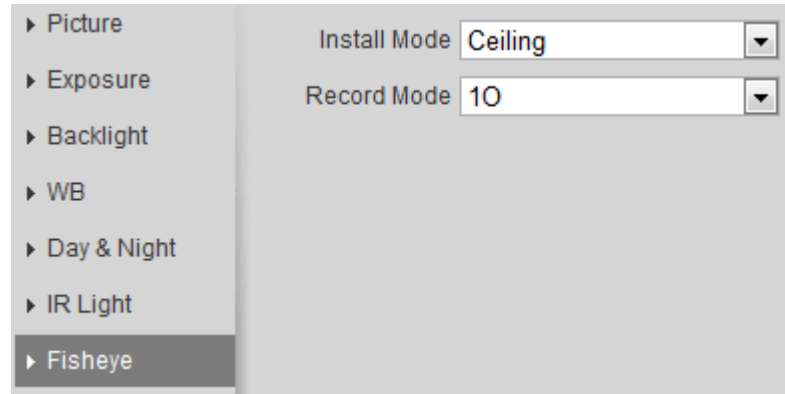 Picture
Exposure
Backlight
WB
Day & Night
IR Light
Fisheye
Install Mode Ceiling
Record Mode 1O